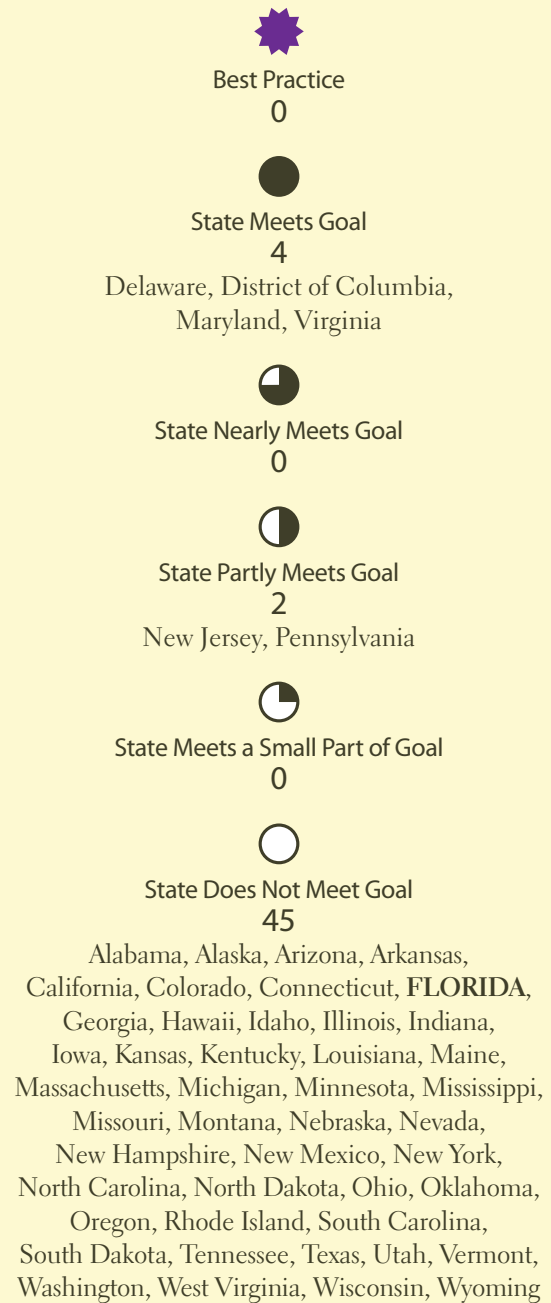 Best Practice
0
State Meets Goal
4
Delaware, District of Columbia,
Maryland, Virginia
State Nearly Meets Goal
0
State Partly Meets Goal
2
New Jersey, Pennsylvania
State Meets a Small Part of Goal
0
State Does Not Meet Goal
45
Alabama, Alaska, Arizona, Arkansas,
California, Colorado, Connecticut, FLORIDA,
Georgia, Hawaii, Idaho, Illinois, Indiana,
Iowa, Kansas, Kentucky, Louisiana, Maine,
Massachusetts, Michigan, Minnesota, Mississippi,
Missouri, Montana, Nebraska, Nevada,
New Hampshire, New Mexico, New York,
North Carolina, North Dakota, Ohio, Oklahoma,
Oregon, Rhode Island, South Carolina,
South Dakota, Tennessee, Texas, Utah, Vermont,
Washington, West Virginia, Wisconsin, Wyoming